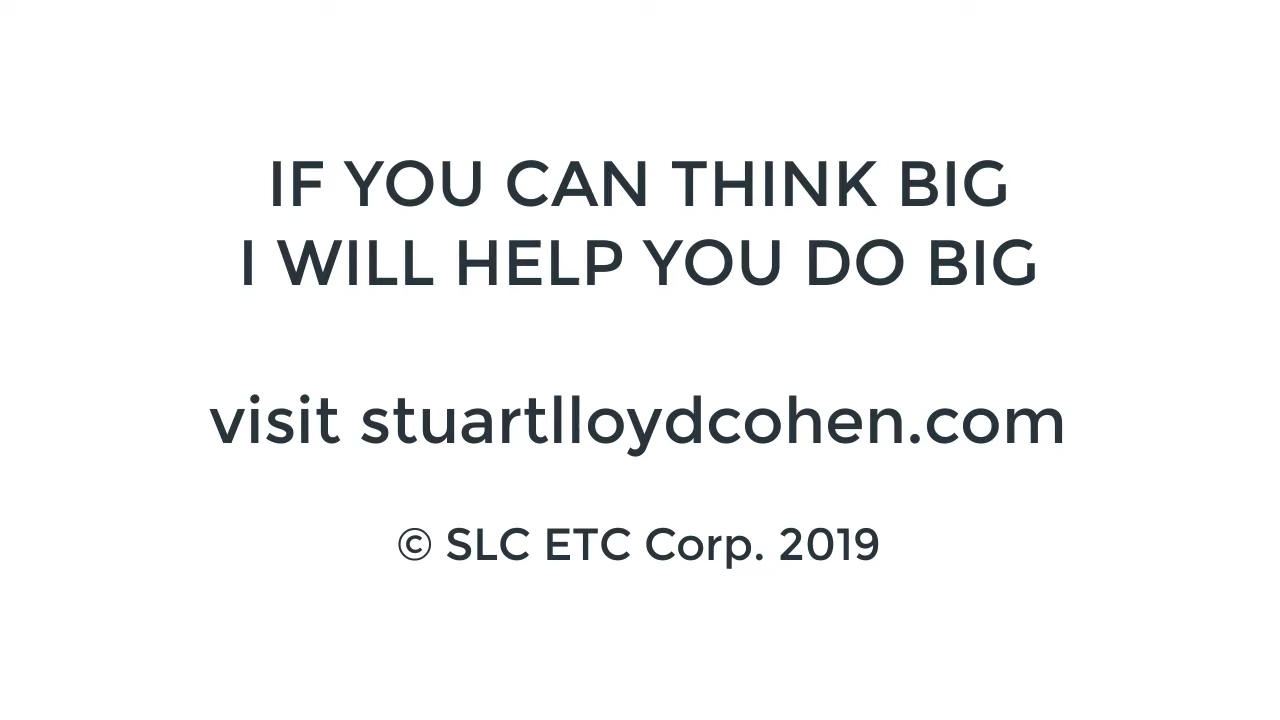 IF YOU CAN THINK BIG
I WILL HELP YOU DO BIG
visit stuartlloydcohen.com
© SLC ETC Corp. 2019